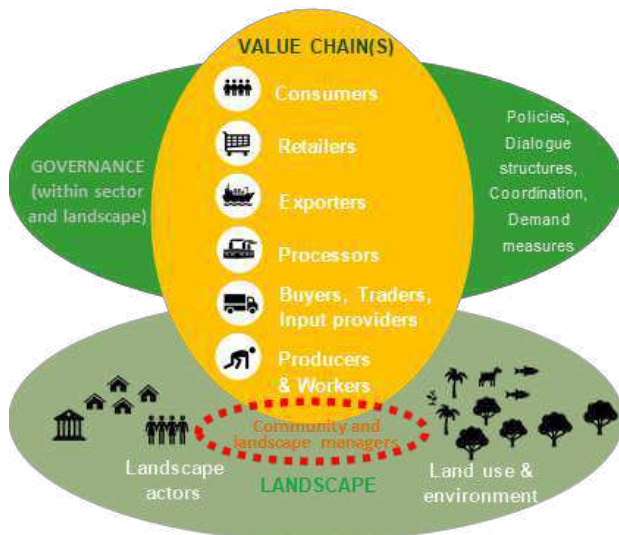 VALUE CHAIN(S)
Consumers
Retailers
Exporters
Processors
Buyers, Traders,
Input providers
Producers
& Workers
GOVERNANCE
(within sector
and landscape)
Policies,
Dialogue
structures,
Coordination,
Demand
measures
Community and
landscape managers
Landscape
actors
LANDSCAPE
Land use &
environment